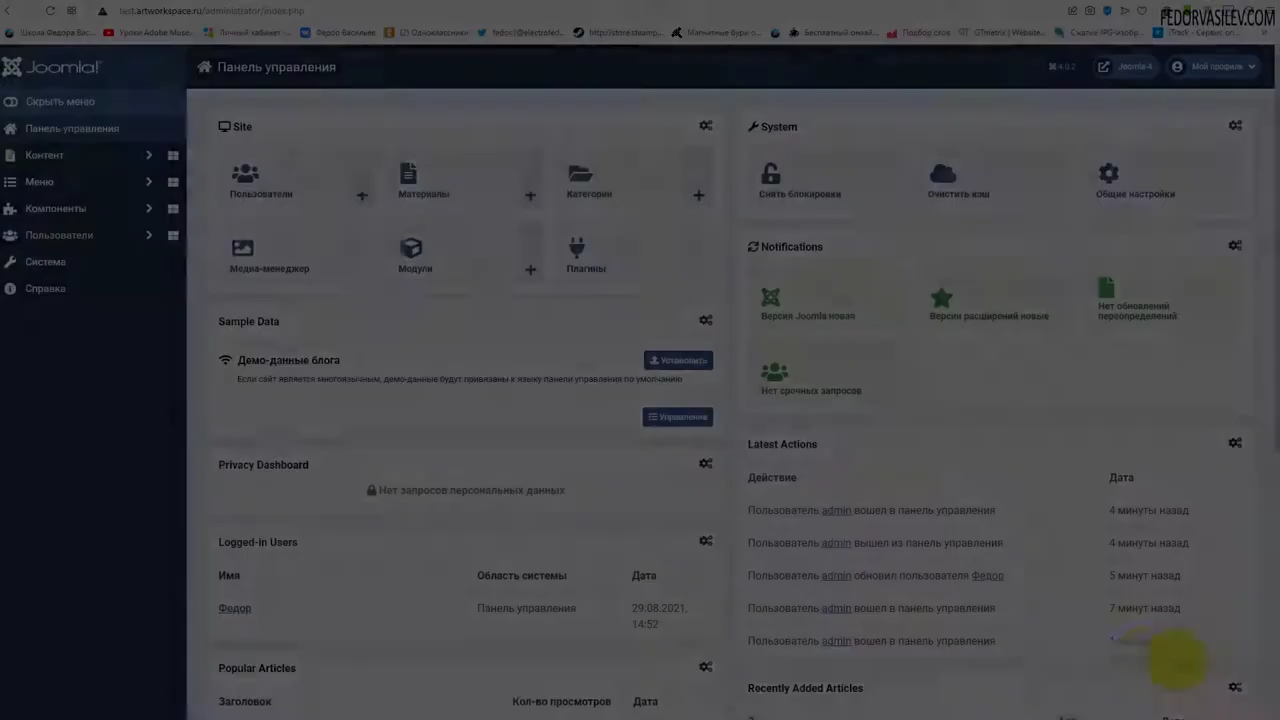 test.artworkspace.ru/administrator/index.php
FEDORVASILEV.COM
Школа Федора Вас...
Уроки Adobe Muse...
Личный кабинет -...
Федор Васильев
(2) Одноклассники
http://store.steamp...
Магнитные бури о...
Бесплатный онлай...
Подбор слов
GTmetrix | Website...
Сжатие JPG-изобр...
iTrack - Сервис оп...
Joomla!
Панель управления
4.0.2
Joomla-4
Мой профиль
Скрыть меню
Панель управления
Контент
Меню
Компоненты
Пользователи
Система
Справка
Site
Пользователи
Материалы
Категории
Медиа-менеджер
Модули
Плагины
Sample Data
Демо-данные блога
Установить
Если сайт является многоязычным, демо-данные будут привязаны к языку панели управления по умолчанию
Управление
Privacy Dashboard
Нет запросов персональных данных
Logged-in Users
Имя
Область системы
Дата
Федор
Панель управления
29.08.2021,
14:52
Popular Articles
Заголовок
Кол-во просмотров
Дата
System
Снять блокировки
Очистить кэш
Общие настройки
Notifications
Версия Joomla новая
Версии расширений новые
Нет обновлений
переопределений
Нет срочных запросов
Latest Actions
Действие
Дата
Пользователь admin вошел в панель управления
4 минуты назад
Пользователь admin вышел из панели управления
4 минуты назад
Пользователь admin обновил пользователя Федор
5 минут назад
Пользователь admin вошел в панель управления
7 минут назад
Пользователь admin вошел в панель управления
Recently Added Articles